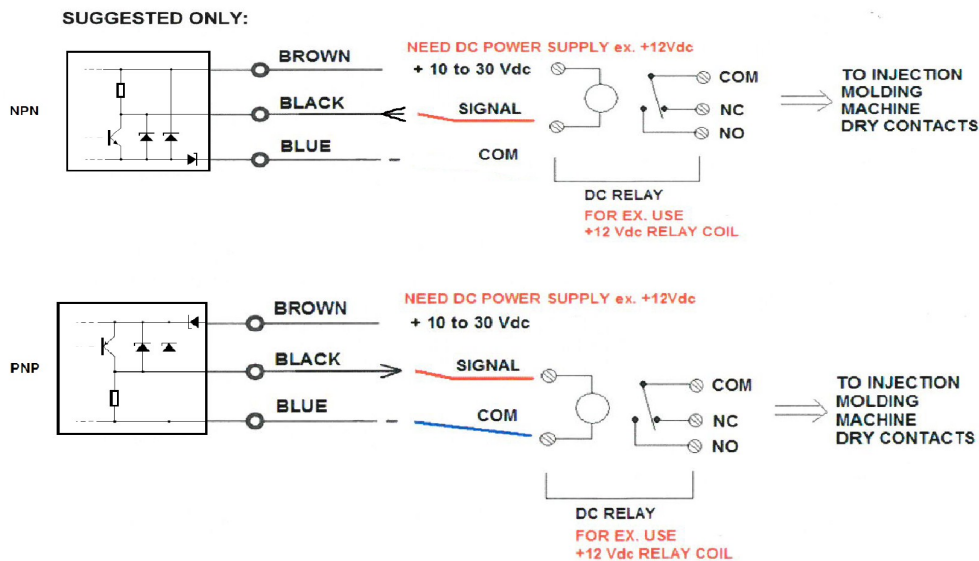 SUGGESTED ONLY:
NPN
BROWN
NEED DC POWER SUPPLY ex. +12Vdc
+ 10 to 30 Vdc
BLACK
SIGNAL
BLUE
COM
COM
NC
NO
TO INJECTION
MOLDING
MACHINE
DRY CONTACTS
DC RELAY
FOR EX. USE
+12 Vdc RELAY COIL
PNP
BROWN
NEED DC POWER SUPPLY ex. +12Vdc
+ 10 to 30 Vdc
BLACK
SIGNAL
BLUE
COM
COM
NC
NO
TO INJECTION
MOLDING
MACHINE
DRY CONTACTS
DC RELAY
FOR EX. USE
+12 Vdc RELAY COIL